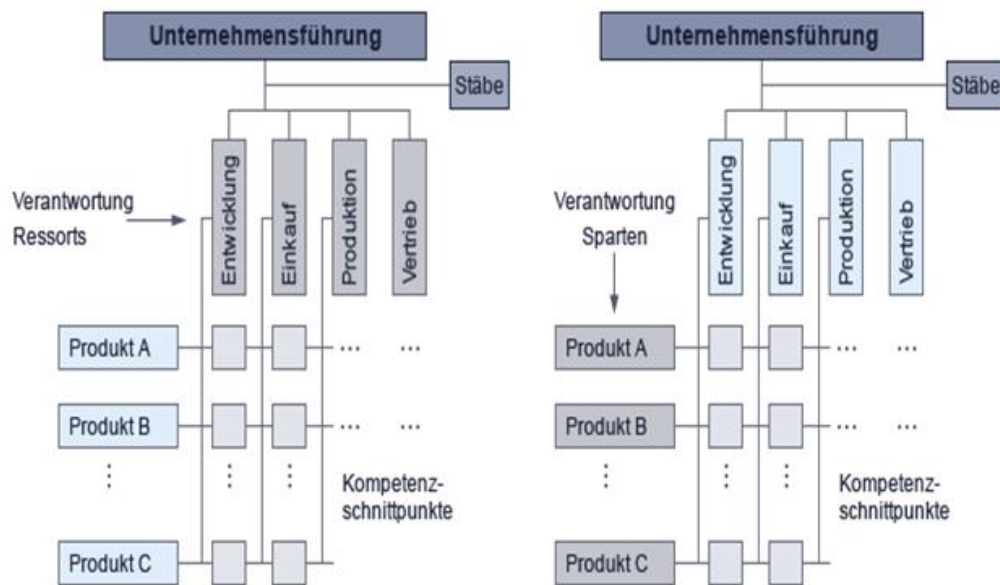 Unternehmensführung
Stäbe
Entwicklung
Einkauf
Produktion
Vertrieb
Verantwortung
Ressorts
Produkt A
... ...
Produkt B
... ...
⋮ ⋮ ⋮
Kompetenz-
schnittpunkte
Produkt C
Unternehmensführung
Stäbe
Entwicklung
Einkauf
Produktion
Vertrieb
Verantwortung
Sparten
Produkt A
... ...
Produkt B
... ...
⋮ ⋮ ⋮
Kompetenz-
schnittpunkte
Produkt C